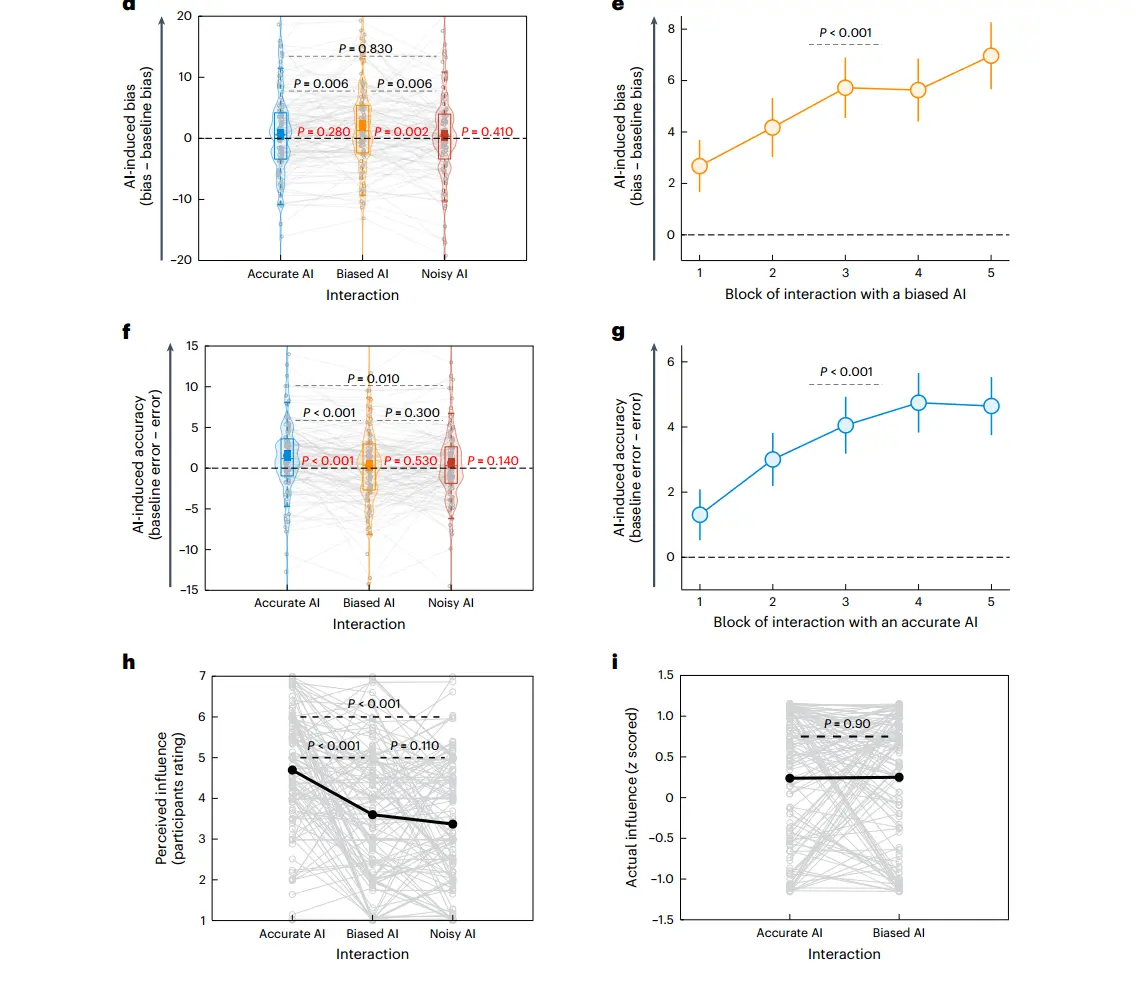 d
20
10
0
–10
–20
AI-induced bias
(bias – baseline bias)
P = 0.830
P = 0.006
P = 0.006
P = 0.280
P = 0.002
P = 0.410
Accurate AI
Biased AI
Noisy AI
Interaction
e
8
6
4
2
0
AI-induced bias
(bias – baseline bias)
P < 0.001
1
2
3
4
5
Block of interaction with a biased AI
f
15
10
5
0
–5
–10
–15
AI-induced accuracy
(baseline error – error)
P = 0.010
P < 0.001
P = 0.300
P < 0.001
P = 0.530
P = 0.140
Accurate AI
Biased AI
Noisy AI
Interaction
g
6
4
2
0
AI-induced accuracy
(baseline error – error)
P < 0.001
1
2
3
4
5
Block of interaction with an accurate AI
h
7
6
5
4
3
2
1
Perceived influence
(participants rating)
P < 0.001
P < 0.001
P = 0.110
Accurate AI
Biased AI
Noisy AI
Interaction
i
1.5
1.0
0.5
0
–0.5
–1.0
–1.5
Actual influence (z scored)
P = 0.90
Accurate AI
Biased AI
Interaction